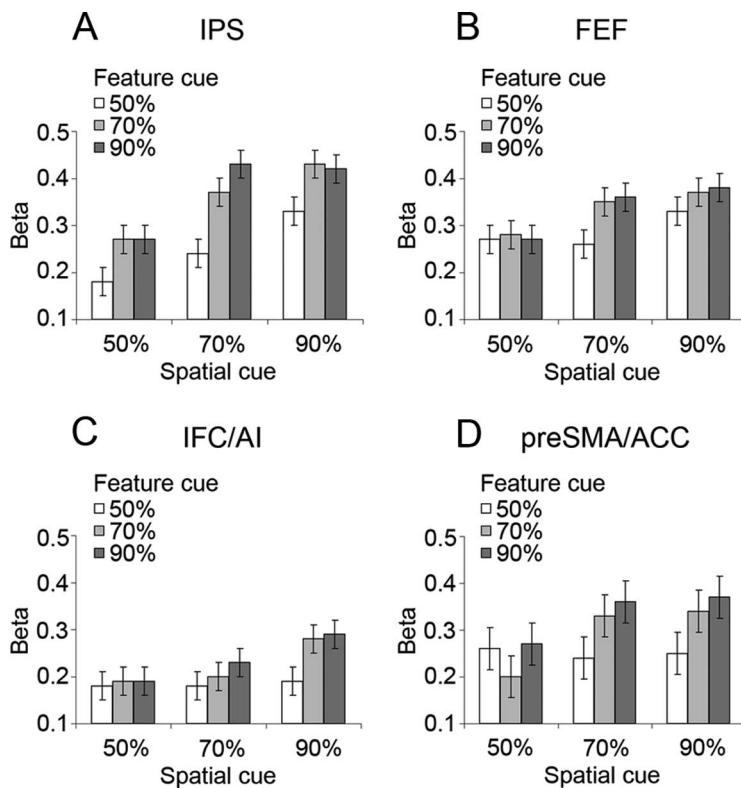 A IPS
Feature cue
50%
70%
90%
0.5
0.4
0.3
0.2
0.1
Beta
50% 70% 90%
Spatial cue
B FEF
Feature cue
50%
70%
90%
0.5
0.4
0.3
0.2
0.1
Beta
50% 70% 90%
Spatial cue
C IFC/AI
Feature cue
50%
70%
90%
0.5
0.4
0.3
0.2
0.1
Beta
50% 70% 90%
Spatial cue
D preSMA/ACC
Feature cue
50%
70%
90%
0.5
0.4
0.3
0.2
0.1
Beta
50% 70% 90%
Spatial cue